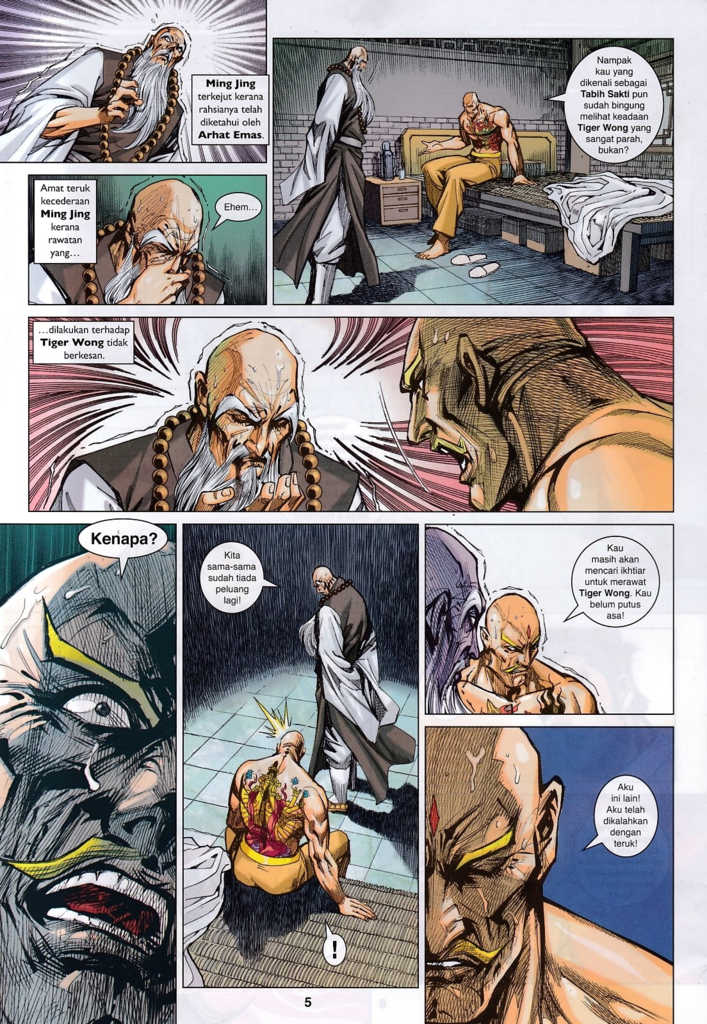 Ming Jing
terkejut kerana
rahsianya telah
diketahui oleh
Arhat Emas.
Nampak
kau yang
dikenali sebagai
Tabih Sakti pun
sudah bingung
melihat keadaan
Tiger Wong yang
sangat parah,
bukan?
Amat teruk
kecederaan
Ming Jing
kerana
rawatan
yang...
Ehem...
...dilakukan terhadap
Tiger Wong tidak
berkesan.
Kenapa?
Kita
sama-sama
sudah tiada
peluang
lagi!
!
Kau
masih akan
mencari ikhtiar
untuk merawat
Tiger Wong. Kau
belum putus
asa!
Aku
ini lain!
Aku telah
dikalahkan
dengan
teruk!
5